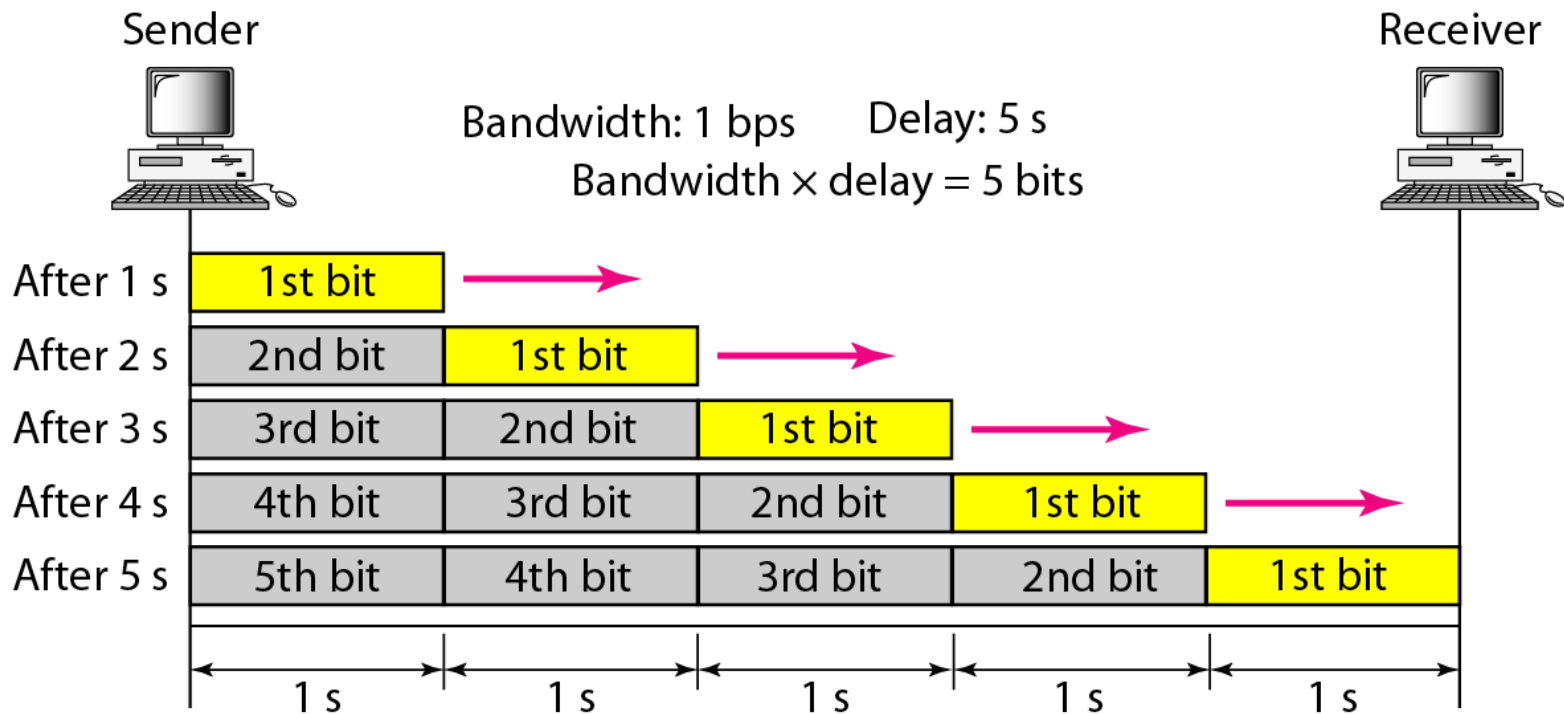 Sender
Receiver
Bandwidth: 1 bps Delay: 5 s
Bandwidth × delay = 5 bits
After 1 s 1st bit
After 2 s 2nd bit 1st bit
After 3 s 3rd bit 2nd bit 1st bit
After 4 s 4th bit 3rd bit 2nd bit 1st bit
After 5 s 5th bit 4th bit 3rd bit 2nd bit 1st bit
1 s 1 s 1 s 1 s 1 s